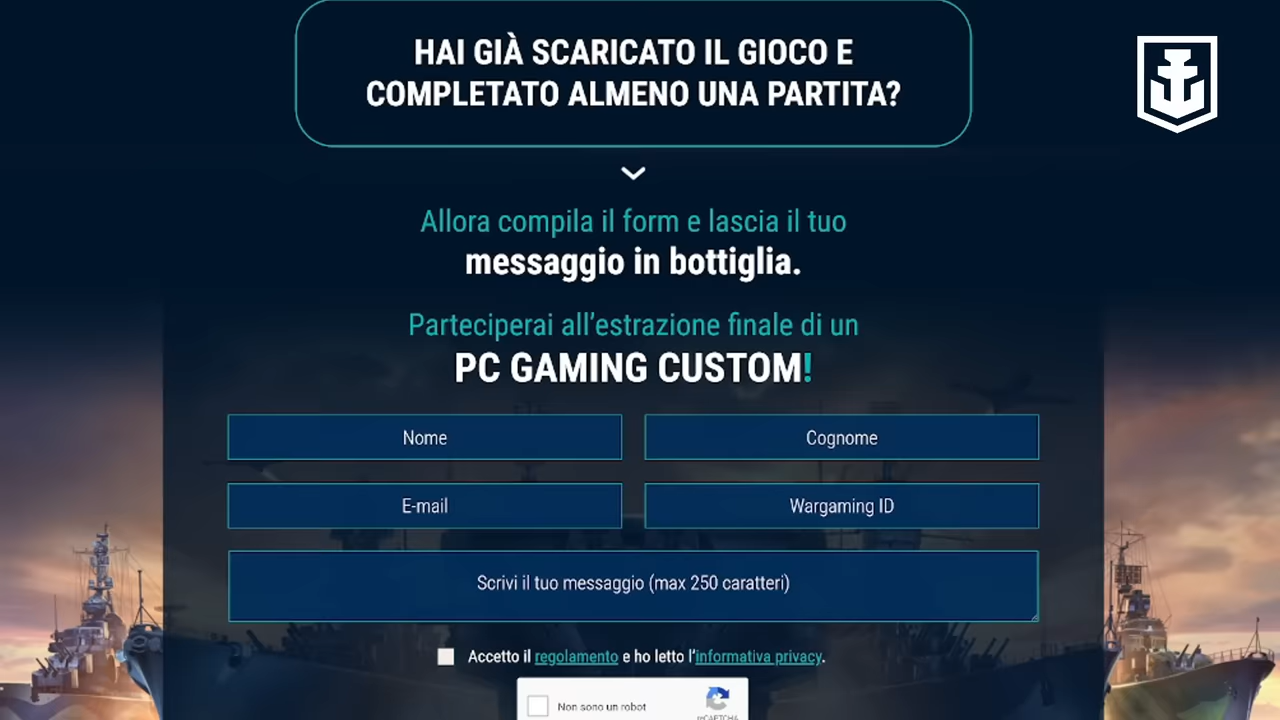 HAI GIÀ SCARICATO IL GIOCO E
COMPLETATO ALMENO UNA PARTITA?
Allora compila il form e lascia il tuo
messaggio in bottiglia.
Parteciperai all’estrazione finale di un
PC GAMING CUSTOM!
Nome
Cognome
E-mail
Wargaming ID
Scrivi il tuo messaggio (max 250 caratteri)
Accetto il regolamento e ho letto l’informativa privacy.
Non sono un robot
reCAPTCHA